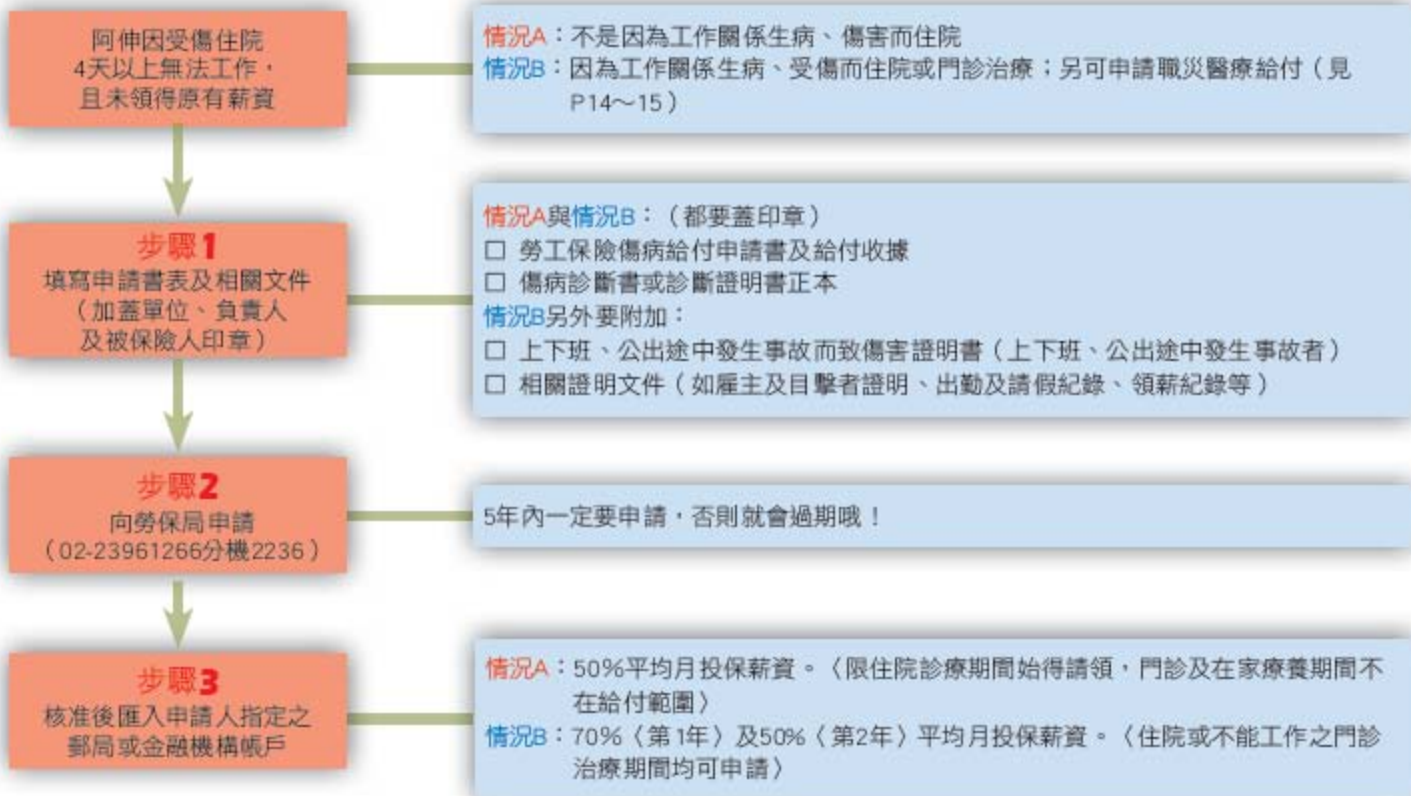 阿伸因受傷住院
4天以上無法工作，
且未領得原有薪資
情況A：不是因為工作關係生病、傷害而住院
情況B：因為工作關係生病、受傷而住院或門診治療；另可申請職災醫療給付（見
P14～15）
步驟1
填寫申請書表及相關文件
（加蓋單位、負責人
及被保險人印章）
情況A與情況B：（都要蓋印章）
□ 勞工保險傷病給付申請書及給付收據
□ 傷病診斷書或診斷證明書正本
情況B另外要附加：
□ 上下班、公出途中發生事故而致傷害證明書（上下班、公出途中發生事故者）
□ 相關證明文件（如雇主及目擊者證明、出勤及請假紀錄、領薪紀錄等）
步驟2
向勞保局申請
（02-23961266分機2236）
5年內一定要申請，否則就會過期哦！
步驟3
核准後匯入申請人指定之
郵局或金融機構帳戶
情況A：50%平均月投保薪資。〈限住院診療期間始得請領，門診及在家療養期間不
在給付範圍〉
情況B：70%〈第1年〉及50%〈第2年〉平均月投保薪資。〈住院或不能工作之門診
治療期間均可申請〉